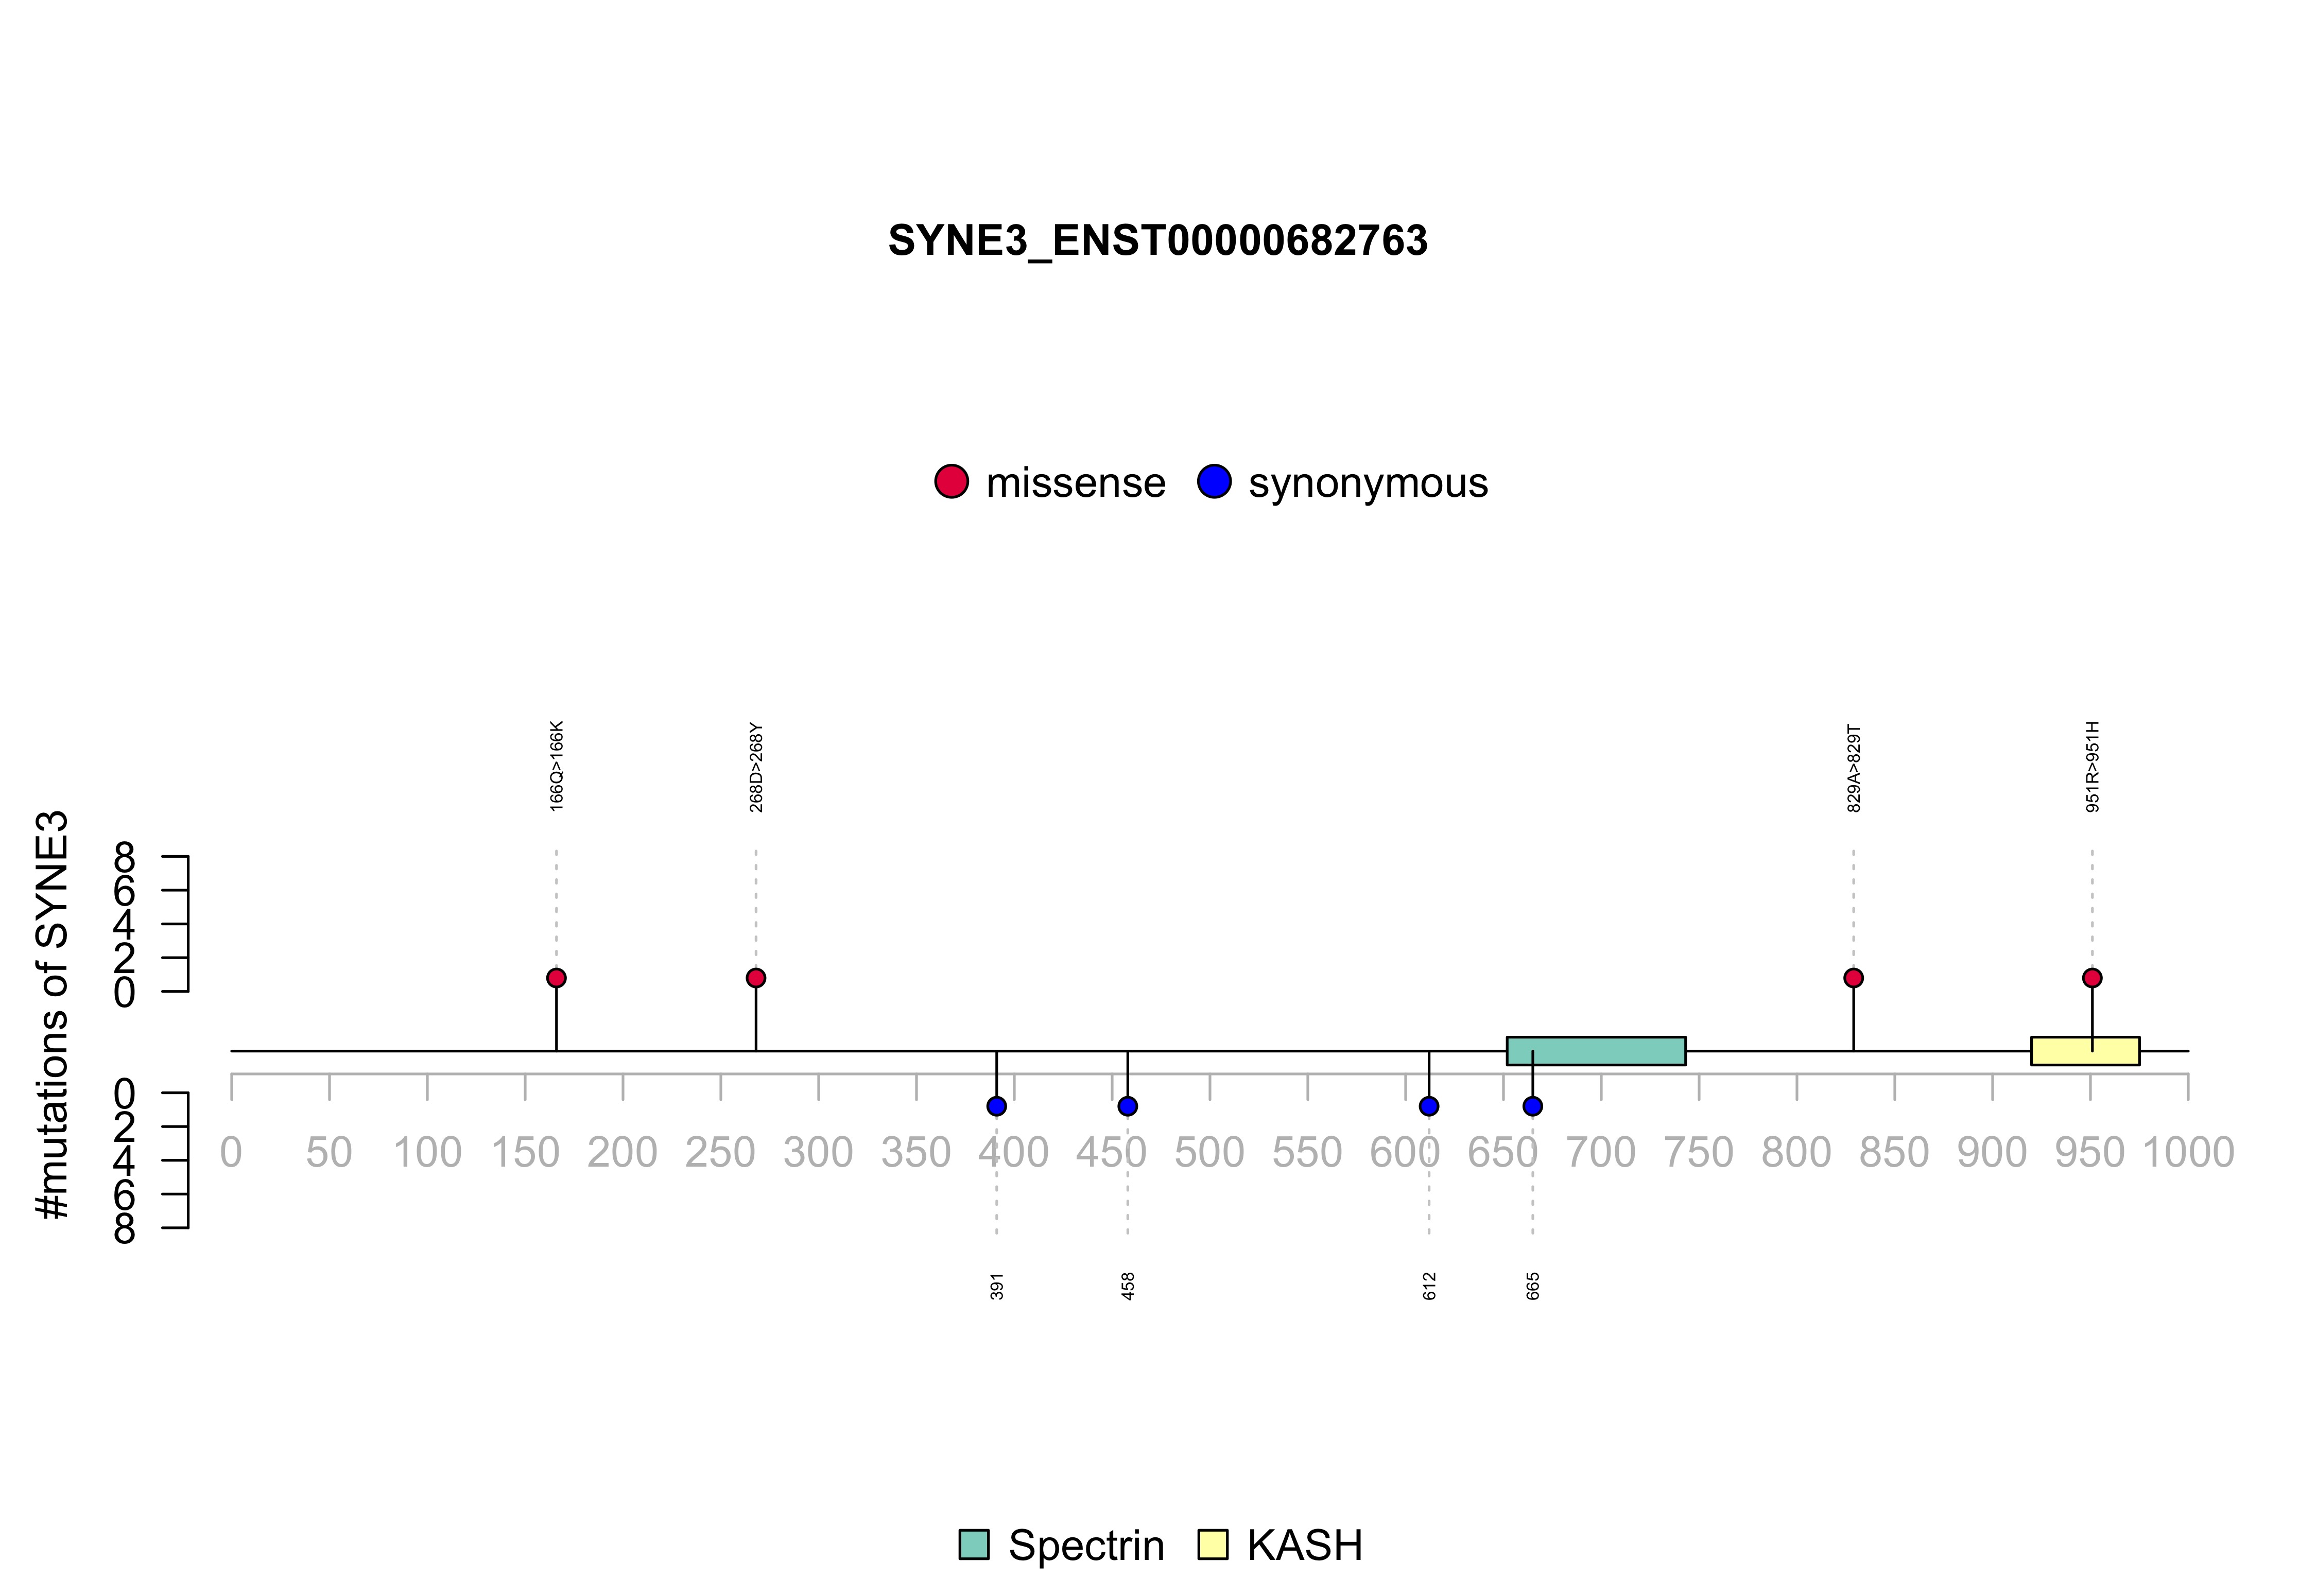 SYNE3_ENST00000682763
missense synonymous
166Q>166K 268D>268Y 829A>829T 951R>951H
#mutations of SYNE3
8
6
4
2
0
0
2
4
6
8
0 50 100 150 200 250 300 350 400 450 500 550 600 650 700 750 800 850 900 950 1000
391 458 612 665
Spectrin KASH